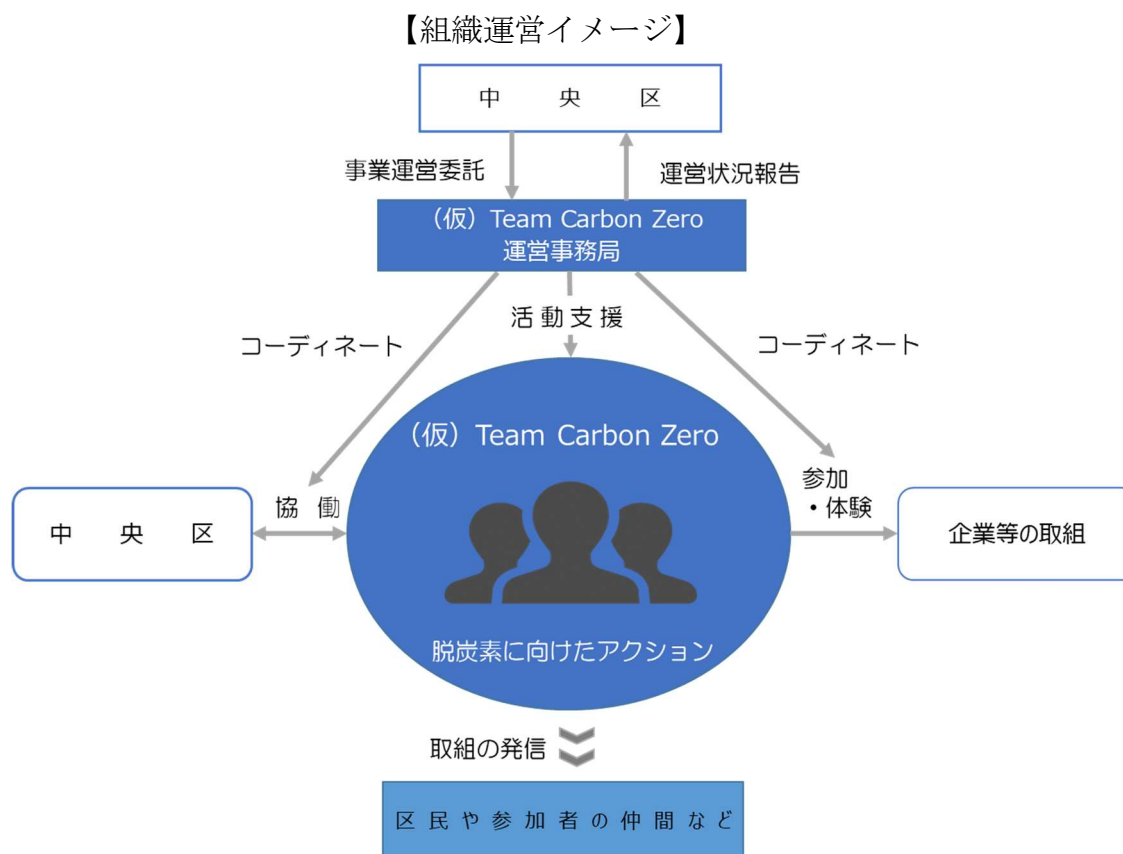 【組織運営イメージ】
中央区
事業運営委託
運営状況報告
（仮）Team Carbon Zero
運営事務局
活動支援
コーディネート
コーディネート
（仮）Team Carbon Zero
協働
参加
・体験
中央区
企業等の取組
脱炭素に向けたアクション
取組の発信
区民や参加者の仲間など